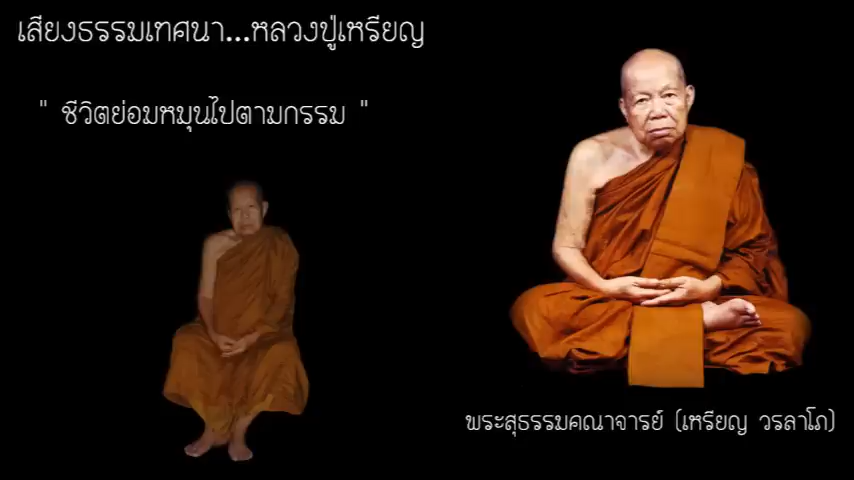 เสียงธรรมเทศนา...หลวงปู่เหรียญ
" ชีวิตย่อมหมุนไปตามกรรม "
พระสุธรรมคณาจารย์ (เหรียญ วรลาโภ)